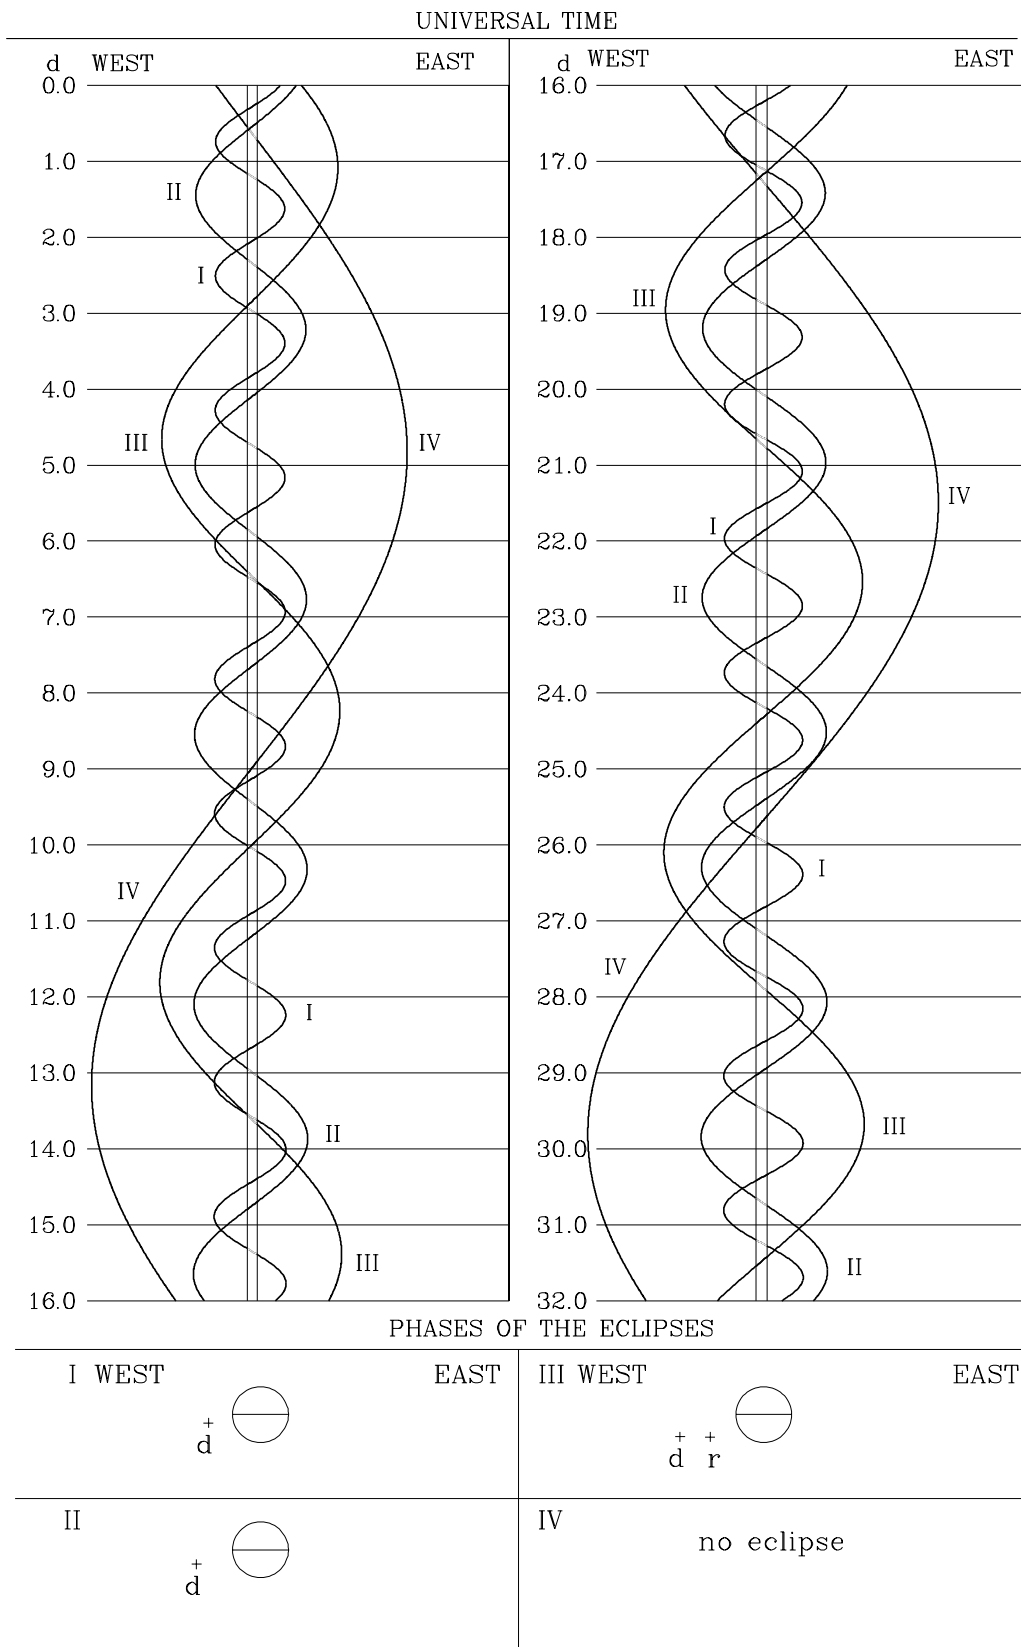 UNIVERSAL TIME
d WEST EAST
0.0
1.0
II
2.0
I
3.0
4.0
III IV
5.0
6.0
7.0
8.0
9.0
10.0
IV
11.0
12.0
I
13.0
II
14.0
15.0
III
16.0
d WEST EAST
16.0
17.0
18.0
III
19.0
20.0
21.0
IV
I
22.0
II
23.0
24.0
25.0
26.0
I
27.0
IV
28.0
29.0
III
30.0
31.0
II
32.0
PHASES OF THE ECLIPSES
I WEST EAST
+
d
III WEST EAST
+ +
d r
II
+
d
IV
no eclipse